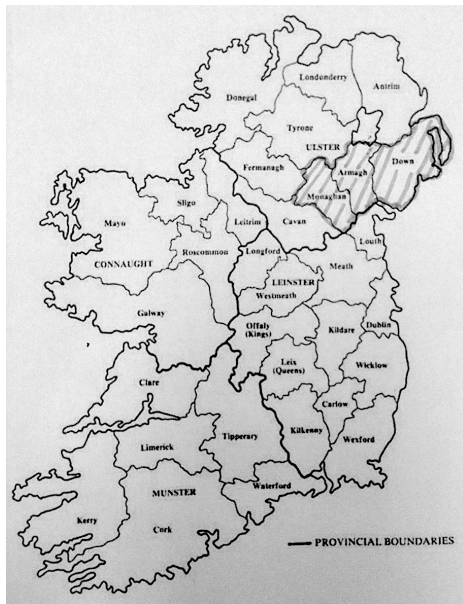 Londonderry
Antrim
Donegal
Tyrone
ULSTER
Down
Armagh
Fermanagh
Monaghan
Sligo
Mayo
Leitrim
Cavan
Louth
Roscommon
Longford
CONNAUGHT
Meath
LEINSTER
Westmeath
Galway
Offaly
(Kings)
Kildare
Dublin
Leix
(Queens)
Wicklow
Clare
Carlow
Kilkenny
Tipperary
Wexford
Limerick
Waterford
MUNSTER
Kerry
Cork
PROVINCIAL BOUNDARIES